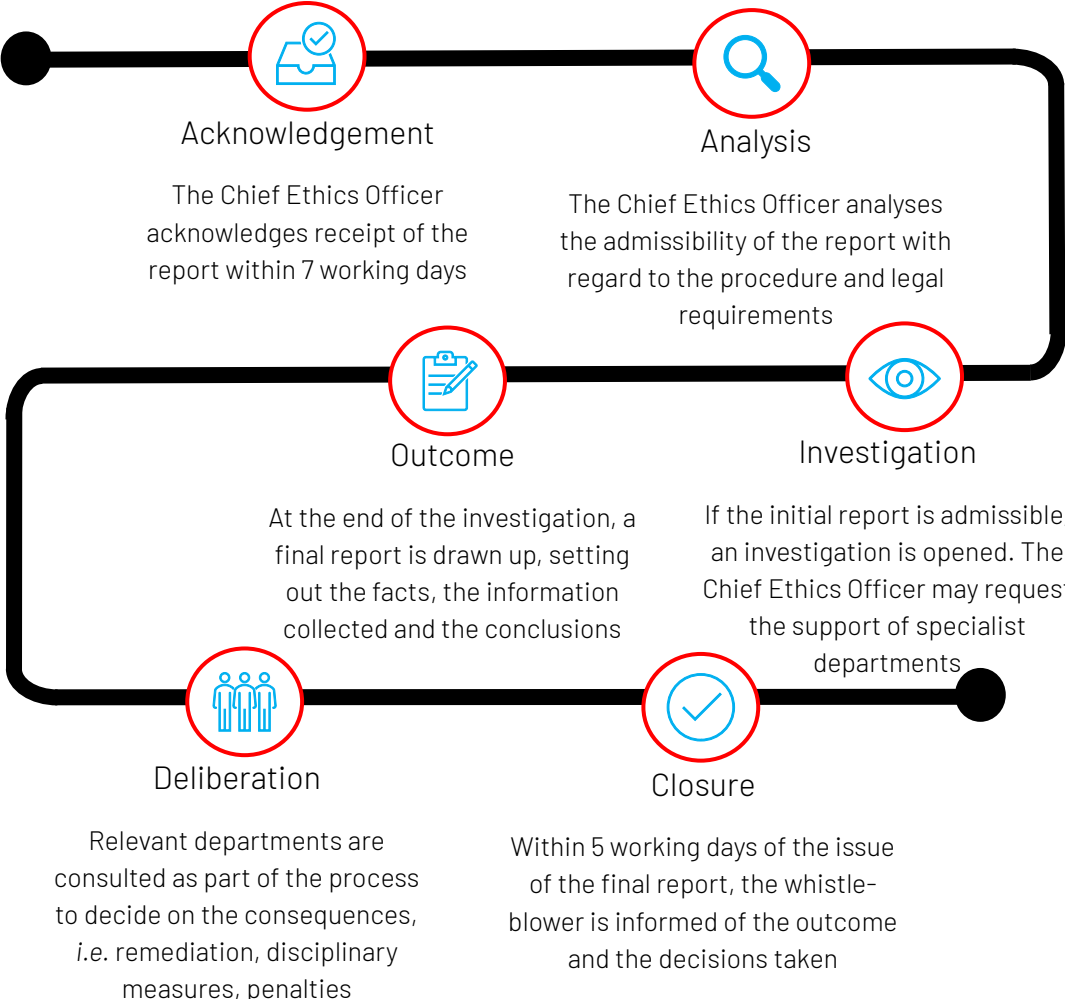 Acknowledgement
The Chief Ethics Officer
acknowledges receipt of the
report within 7 working days
Analysis
The Chief Ethics Officer analyses
the admissibility of the report with
regard to the procedure and legal
requirements
Investigation
If the initial report is admissible,
an investigation is opened. The
Chief Ethics Officer may request
the support of specialist
departments
Outcome
At the end of the investigation, a
final report is drawn up, setting
out the facts, the information
collected and the conclusions
Deliberation
Relevant departments are
consulted as part of the process
to decide on the consequences,
i.e. remediation, disciplinary
measures, penalties
Closure
Within 5 working days of the issue
of the final report, the whistle-
blower is informed of the outcome
and the decisions taken